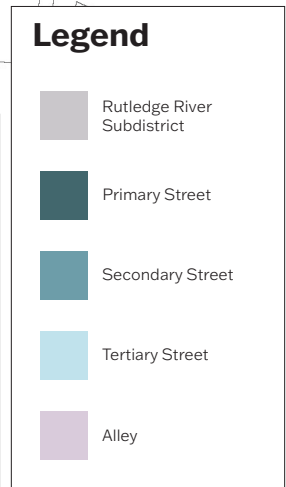 Legend
Rutledge River
Subdistrict
Primary Street
Secondary Street
Tertiary Street
Alley